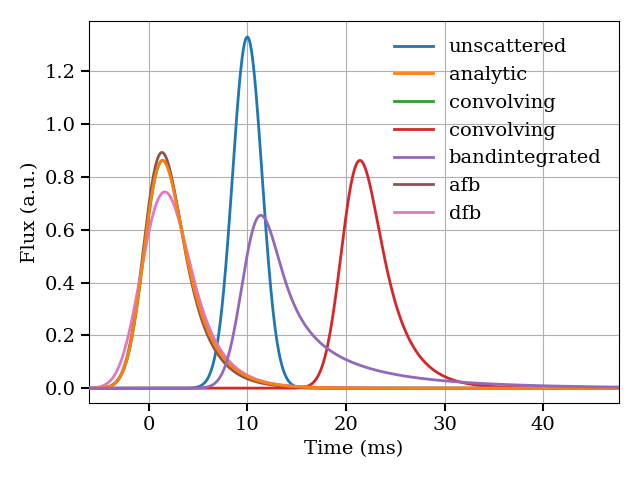 unscattered
analytic
convolving
convolving
bandintegrated
afb
dfb
Flux (a.u.)
1.2
1.0
0.8
0.6
0.4
0.2
0.0
0 10 20 30 40
Time (ms)